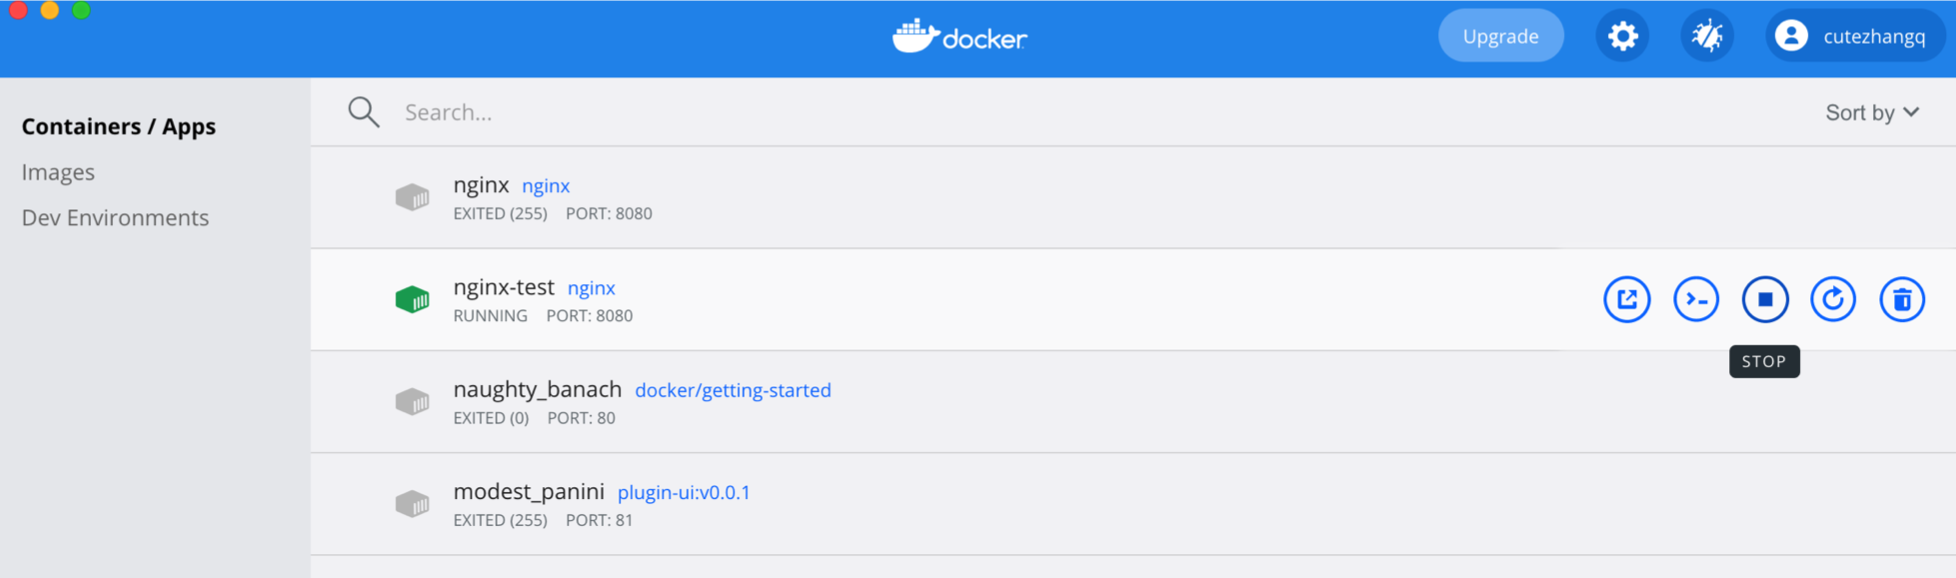 docker
Upgrade
cutezhangq
Containers / Apps
Images
Dev Environments
Search...
Sort by
nginx nginx
EXITED (255) PORT: 8080
nginx-test nginx
RUNNING PORT: 8080
STOP
naughty_banach docker/getting-started
EXITED (0) PORT: 80
modest_panini plugin-ui:v0.0.1
EXITED (255) PORT: 81